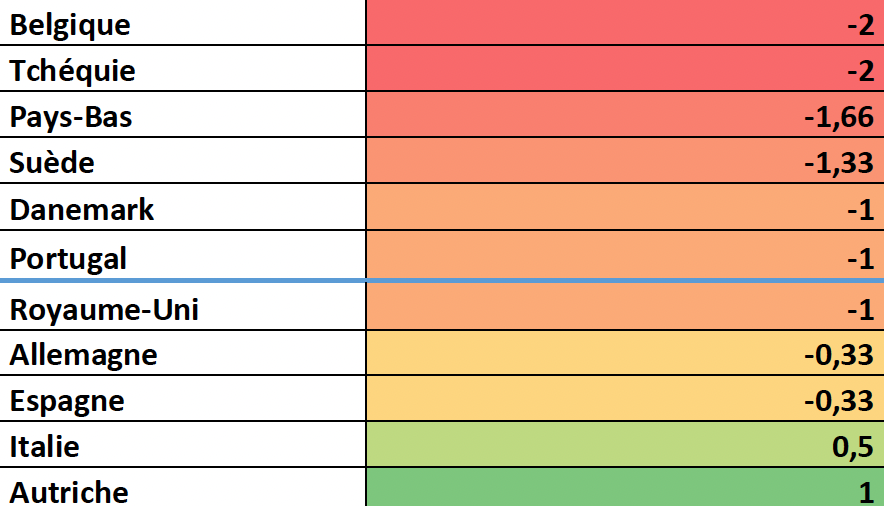 Belgique -2
Tchéquie -2
Pays-Bas -1,66
Suède -1,33
Danemark -1
Portugal -1
Royaume-Uni -1
Allemagne -0,33
Espagne -0,33
Italie 0,5
Autriche 1